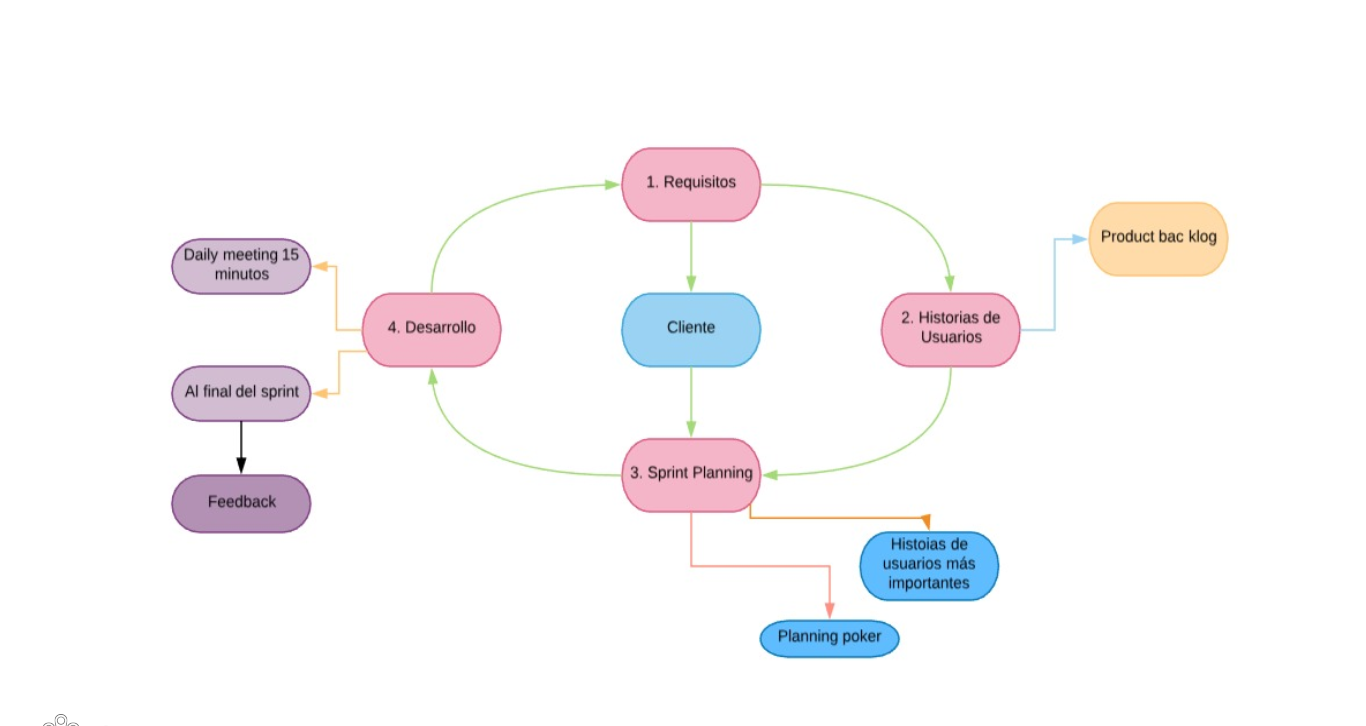 1. Requisitos
Product bac klog
Daily meeting 15
minutos
4. Desarrollo
Cliente
2. Historias de
Usuarios
Al final del sprint
3. Sprint Planning
Feedback
Histoias de
usuarios más
importantes
Planning poker